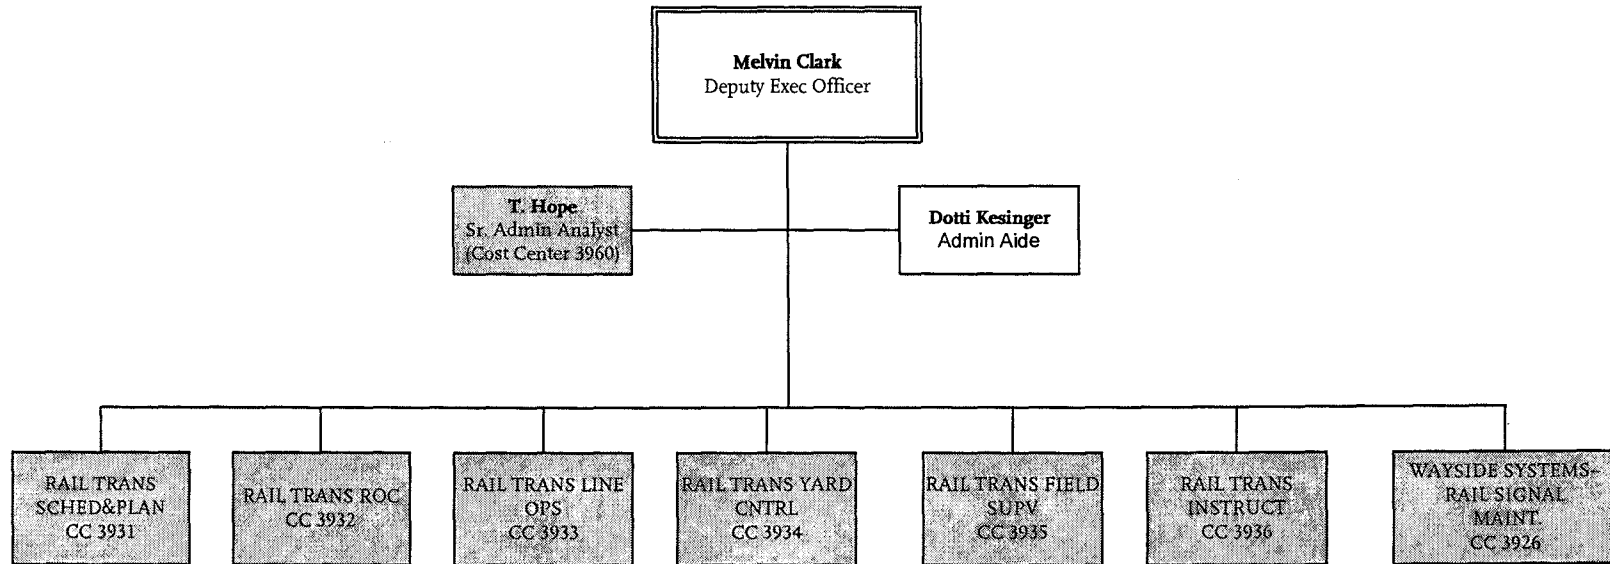 Melvin Clark
Deputy Exec Officer
T. Hope
Sr. Admin Analyst
(Cost Center 3960)
Dotti Kesinger
Admin Aide
RAIL TRANS
SCHED&PLAN
CC 3931
RAIL TRANS ROC
CC 3932
RAIL TRANS LINE
OPS
CC 3933
RAIL TRANS YARD
CNTRL
CC 3934
RAIL TRANS FIELD
SUPV
CC 3935
RAIL TRANS
INSTRUCT
CC 3936
WAYSIDE SYSTEMS-
RAIL SIGNAL
MAINT.
CC 3926